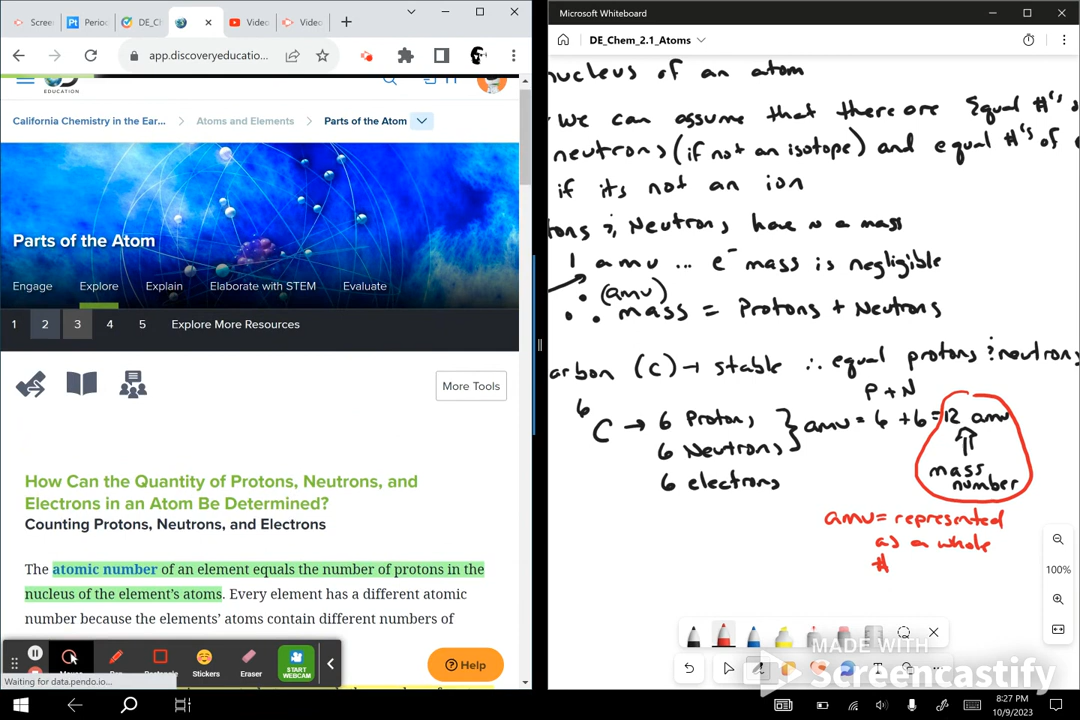 Scree
Perio
DE_C
Video
Video
app.discoveryeducatio...
EDUCATION
California Chemistry in the Ear...
Atoms and Elements
Parts of the Atom
Parts of the Atom
Engage
Explore
Explain
Elaborate with STEM
Evaluate
1 2 3 4 5 Explore More Resources
More Tools
How Can the Quantity of Protons, Neutrons, and
Electrons in an Atom Be Determined?
Counting Protons, Neutrons, and Electrons
The atomic number of an element equals the number of protons in the
nucleus of the element's atoms. Every element has a different atomic
number because the elements' atoms contain different numbers of
Stickers
Eraser
START
WEBCAM
Help
Waiting for data.pendo.io...
Microsoft Whiteboard
DE_Chem_2.1_Atoms
nucleus of an atom
we can assume that there are Equal #'s
neutrons (if not an isotope) and equal #'s of
if its not an ion
Neutrons have a mass
1 amu ... e⁻ mass is negligible
(amu)
∴ mass = Protons + Neutrons
arbon (C) → stable ∴ equal protons neutrons
P + N
⁶C → 6 Protons } amu = 6 + 6 = 12 amu
6 Neutrons
6 electrons
mass
number
amu = represented
as a whole
#
100%
MADE WITH
Screencastify
8:27 PM
10/9/2023